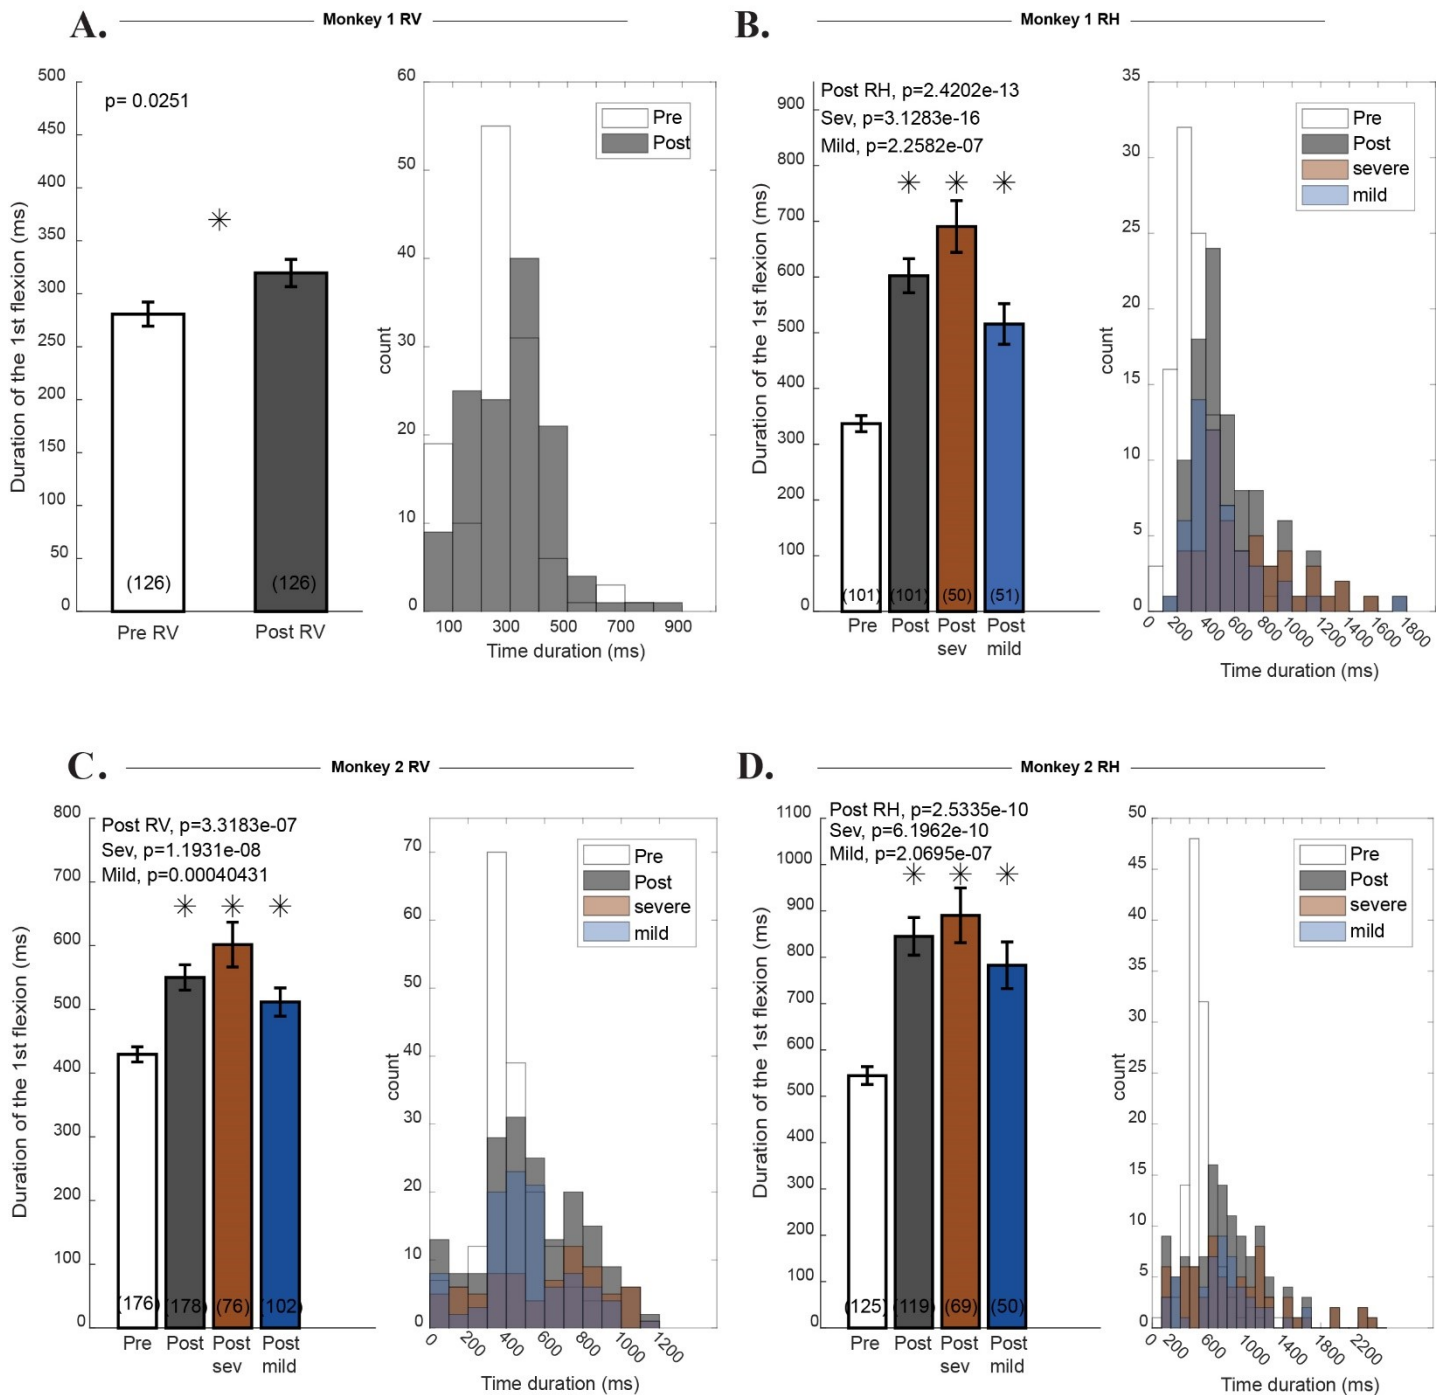 A.
Monkey 1 RV
p= 0.0251
Duration of the 1st flexion (ms)
500
450
400
350
300
250
200
150
100
50
0
(126)
(126)
Pre RV
Post RV
count
60
50
40
30
20
10
0
Pre
Post
100
300
500
700
900
Time duration (ms)
B.
Monkey 1 RH
Post RH, p=2.4202e-13
Sev, p=3.1283e-16
Mild, p=2.2582e-07
Duration of the 1st flexion (ms)
900
800
700
600
500
400
300
200
100
0
(101)
(101)
(50)
(51)
Pre
Post
Post
sev
Post
mild
count
35
30
25
20
15
10
5
0
Pre
Post
severe
mild
0
200
400
600
800
1000
1200
1400
1600
1800
Time duration (ms)
C.
Monkey 2 RV
Post RV, p=3.3183e-07
Sev, p=1.1931e-08
Mild, p=0.00040431
Duration of the 1st flexion (ms)
800
700
600
500
400
300
200
100
0
(176)
(178)
(76)
(102)
Pre
Post
Post
sev
Post
mild
count
70
60
50
40
30
20
10
0
Pre
Post
severe
mild
0
200
400
600
800
1000
1200
Time duration (ms)
D.
Monkey 2 RH
Post RH, p=2.5335e-10
Sev, p=6.1962e-10
Mild, p=2.0695e-07
Duration of the 1st flexion (ms)
1100
1000
900
800
700
600
500
400
300
200
100
0
(125)
(119)
(69)
(50)
Pre
Post
Post
sev
Post
mild
count
50
45
40
35
30
25
20
15
10
5
0
Pre
Post
severe
mild
200
600
1000
1400
1800
2200
Time duration (ms)